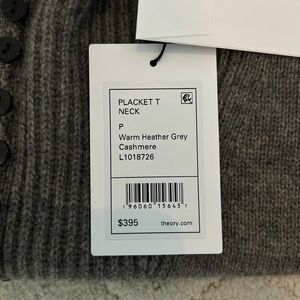 PLACKET T
NECK
P
Warm Heather Grey
Cashmere
L1018726
196060156457
$395
theory.com